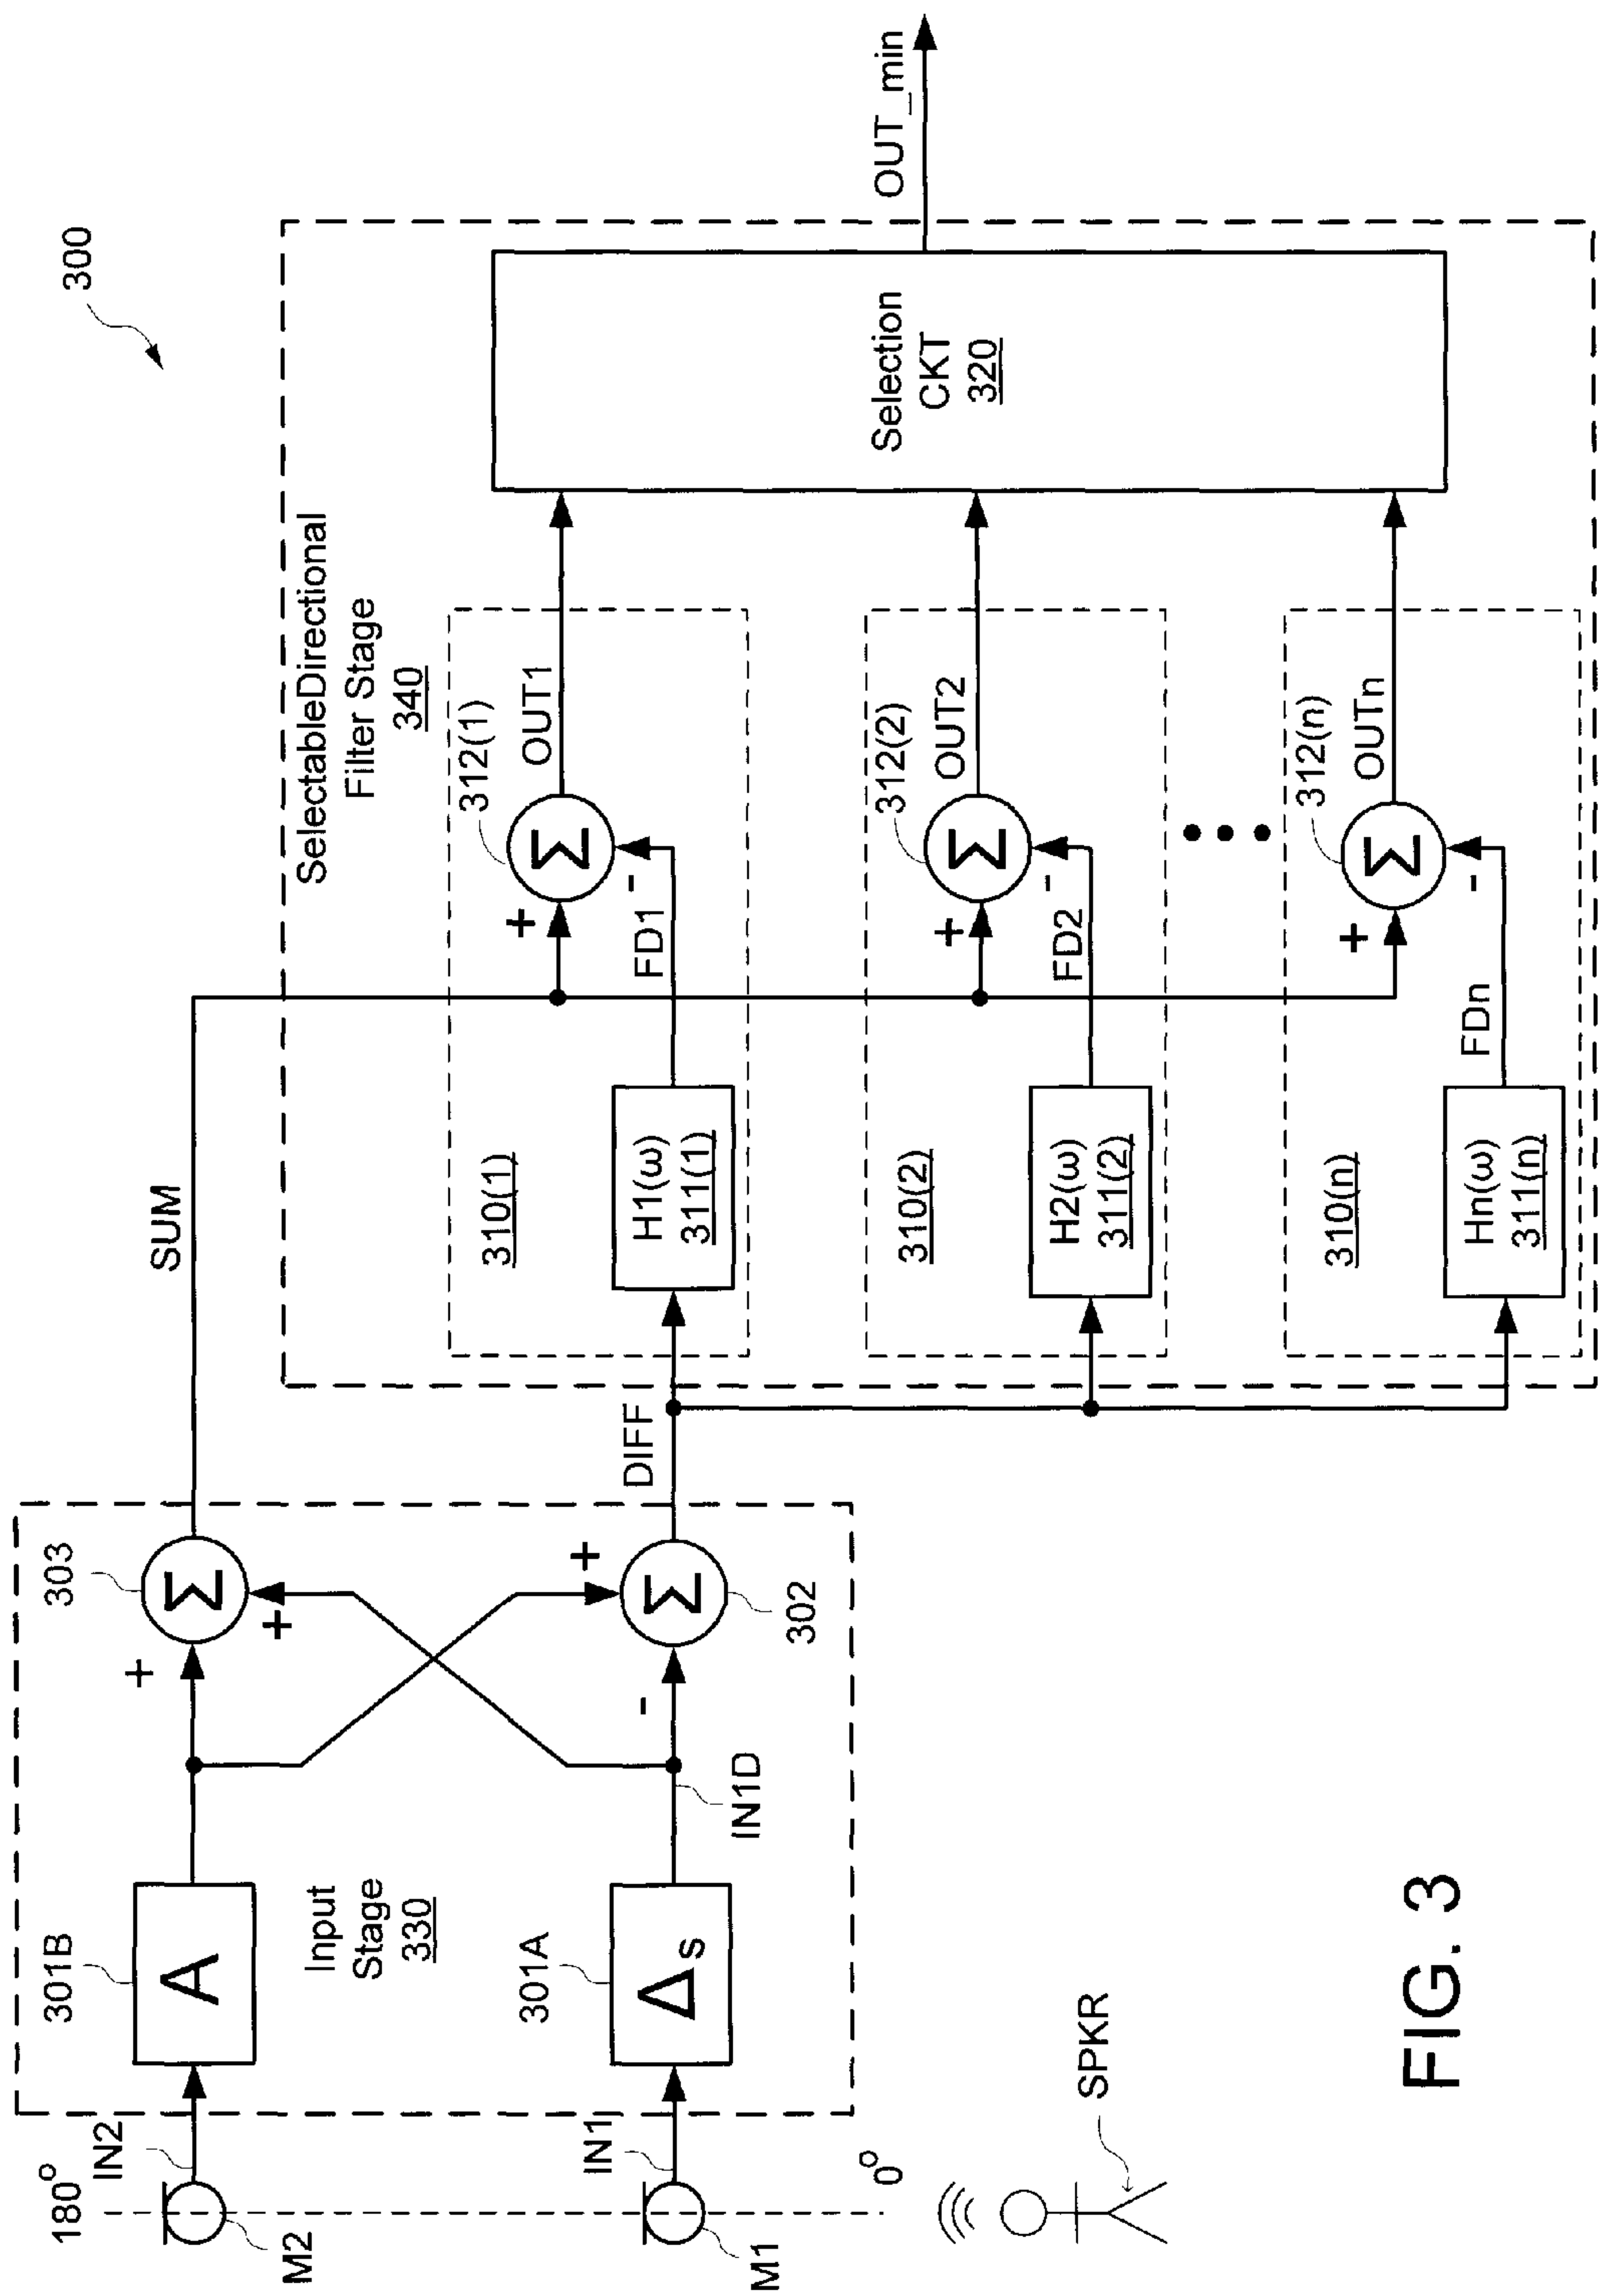 300
180°
M2
IN2
301B
A
303
+
+
SUM
Σ
Input
Stage
330
M1
IN1
301A
Δs
IN1D
-
+
Σ
302
DIFF
0°
SPKR
SelectableDirectional
Filter Stage
340
310(1)
H1(ω)
311(1)
FD1
+
-
Σ
312(1)
OUT1
310(2)
H2(ω)
311(2)
FD2
+
-
Σ
312(2)
OUT2
310(n)
Hn(ω)
311(n)
FDn
+
-
Σ
312(n)
OUTn
Selection
CKT
320
OUT_min
FIG. 3